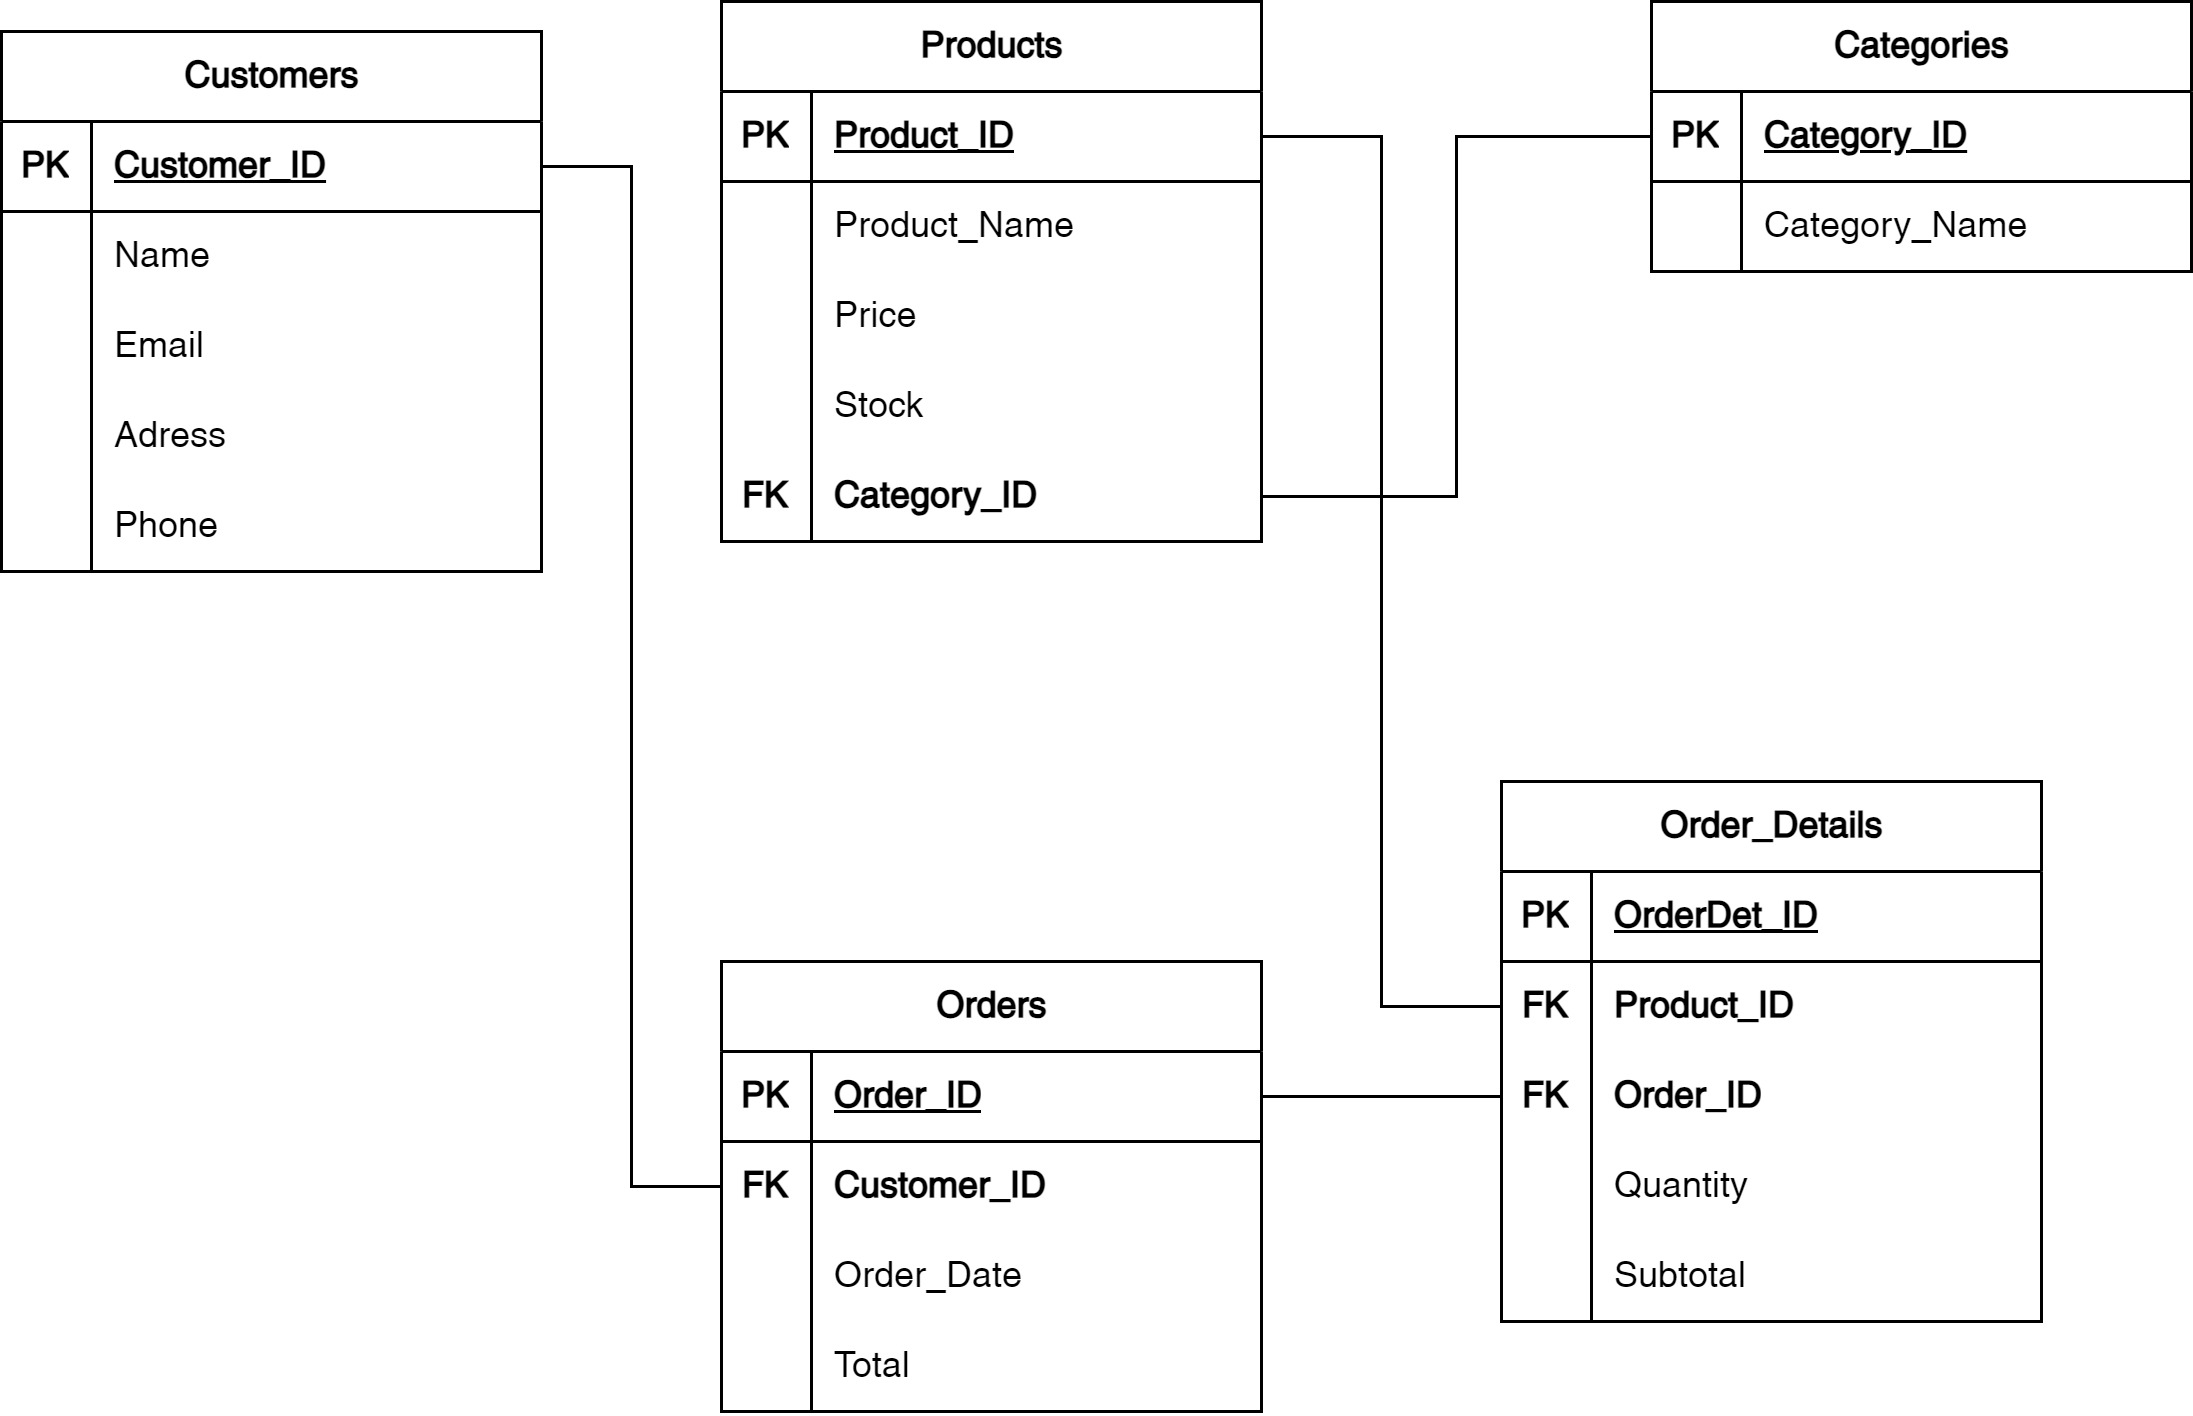 Customers
PK Customer_ID
Name
Email
Adress
Phone
Products
PK Product_ID
Product_Name
Price
Stock
FK Category_ID
Categories
PK Category_ID
Category_Name
Orders
PK Order_ID
FK Customer_ID
Order_Date
Total
Order_Details
PK OrderDet_ID
FK Product_ID
FK Order_ID
Quantity
Subtotal